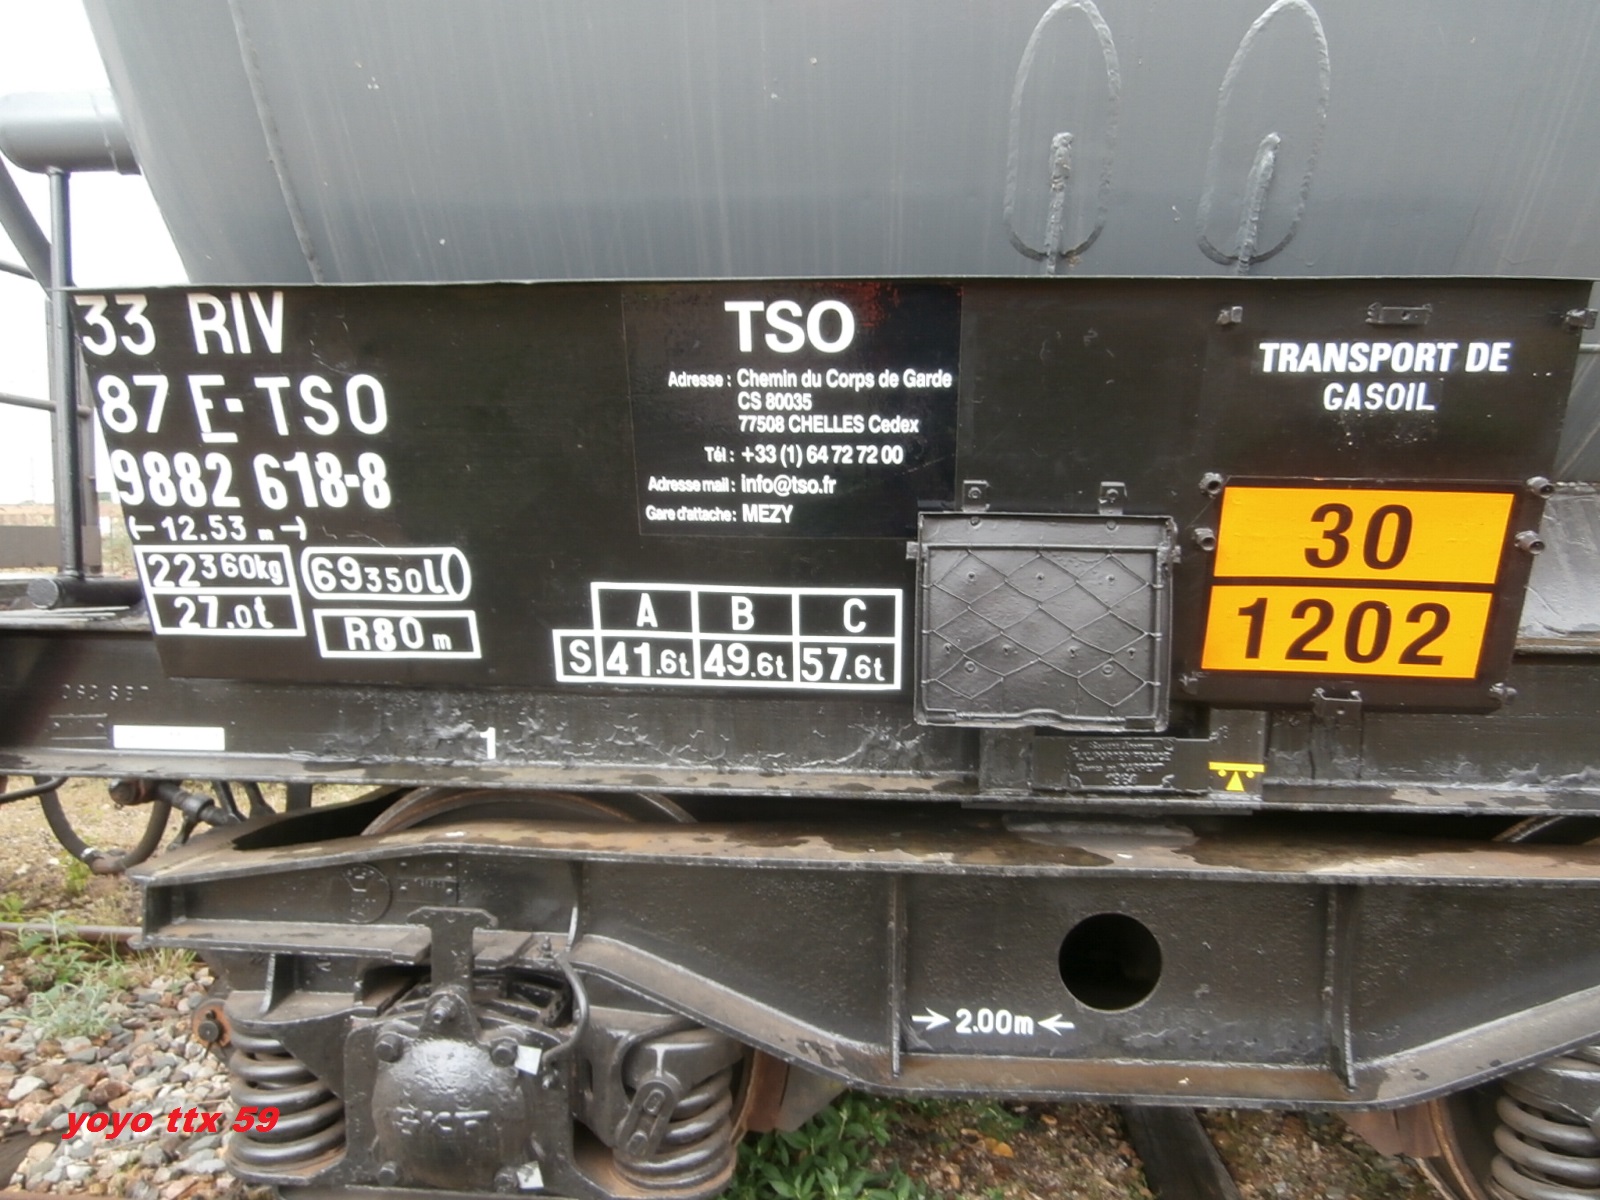 33 RIV
87 F-TSO
9882 618-8
12.53 m
22360kg
27.0t
69350L
R80 m
TSO
Adresse : Chemin du Corps de Garde
CS 80035
77508 CHELLES Cedex
Tél : +33 (1) 64 72 72 00
Adresse mail : info@tso.fr
Gare d'attache : MEZY
A B C
S 41.6t 49.6t 57.6t
TRANSPORT DE
GASOIL
30
1202
1
2.00m
SKF
yoyo ttx 59